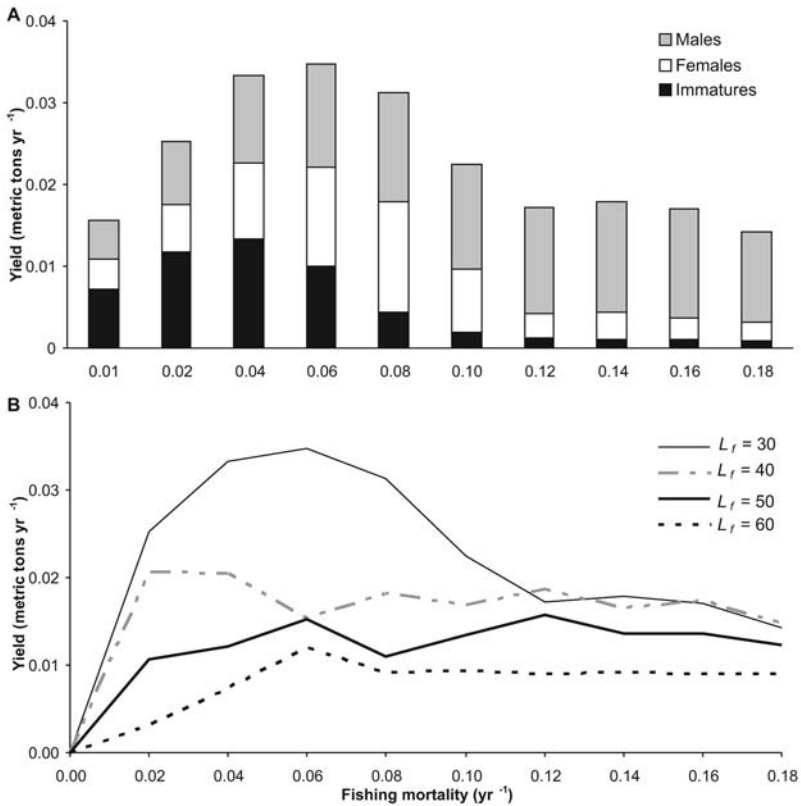 A
0.04
0.03
0.02
0.01
0
Yield (metric tons yr -1)
Males
Females
Immatures
0.01 0.02 0.04 0.06 0.08 0.10 0.12 0.14 0.16 0.18
B
0.04
0.03
0.02
0.01
0.00
Yield (metric tons yr -1)
L f = 30
L f = 40
L f = 50
L f = 60
0.00 0.02 0.04 0.06 0.08 0.10 0.12 0.14 0.16 0.18
Fishing mortality (yr -1)